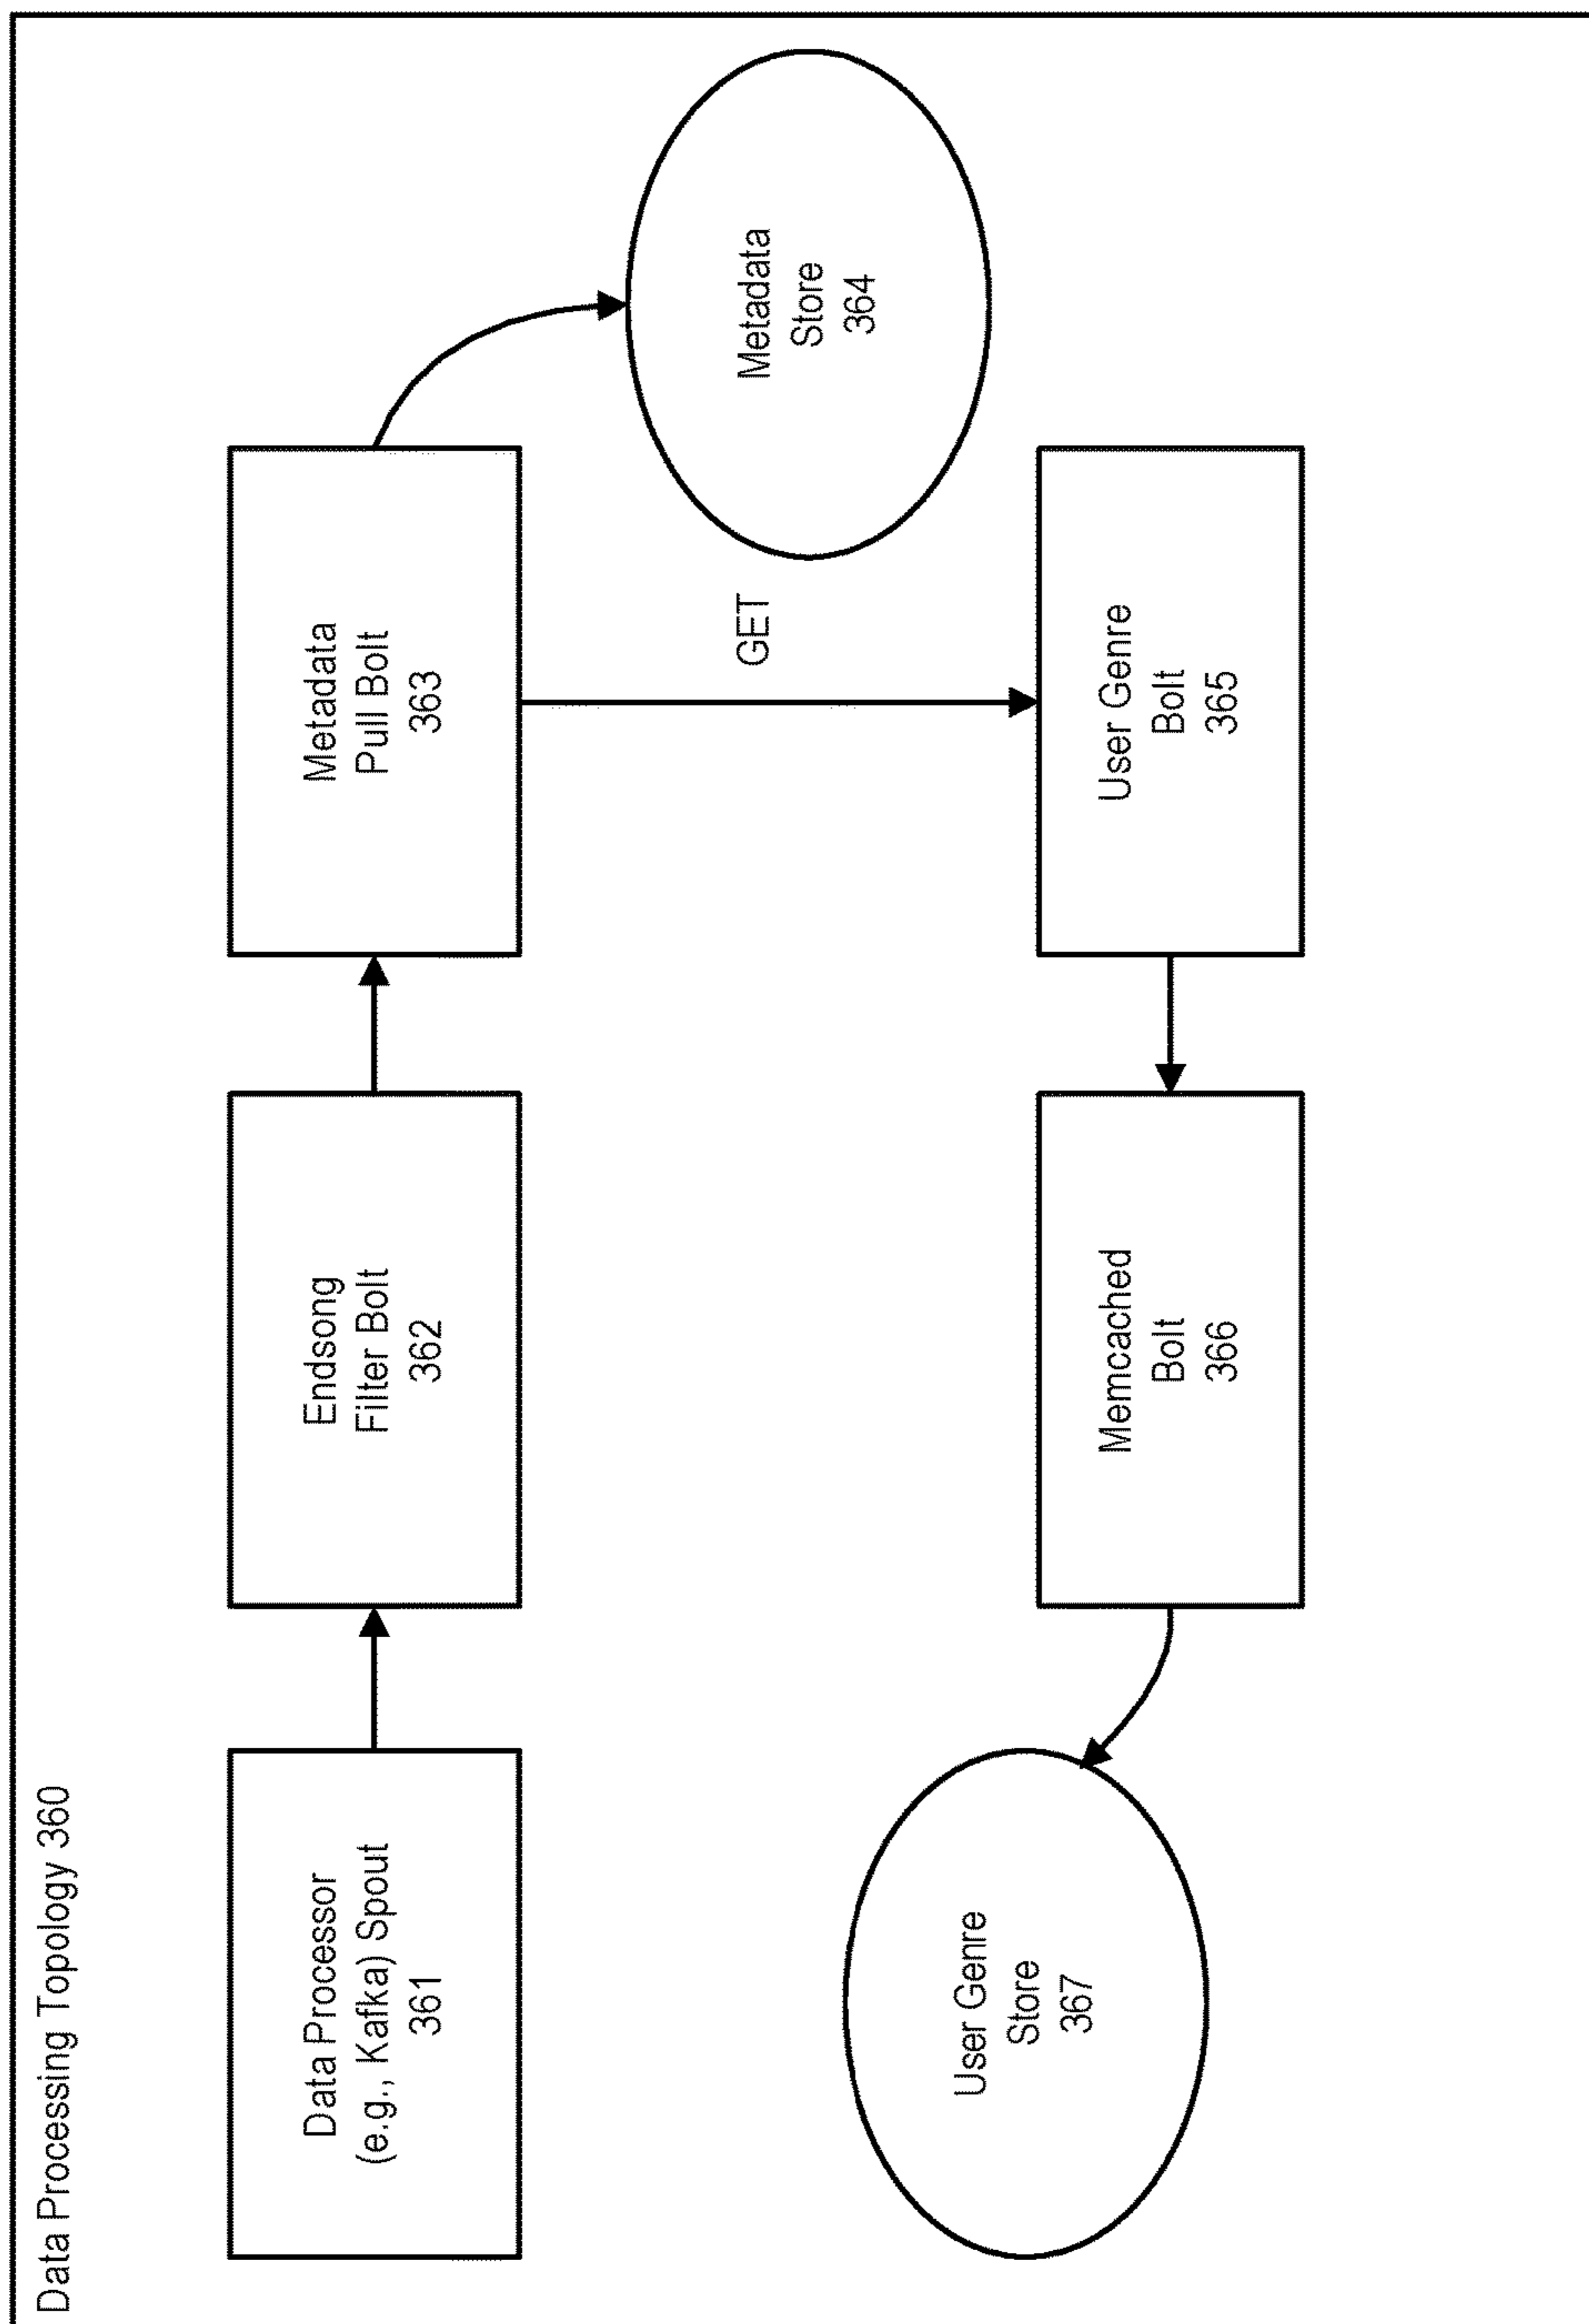 Data Processing Topology 360
Data Processor
(e.g., Kafka) Spout
361
Endsong
Filter Bolt
362
Metadata
Pull Bolt
363
Metadata
Store
364
GET
User Genre
Bolt
365
Memcached
Bolt
366
User Genre
Store
367